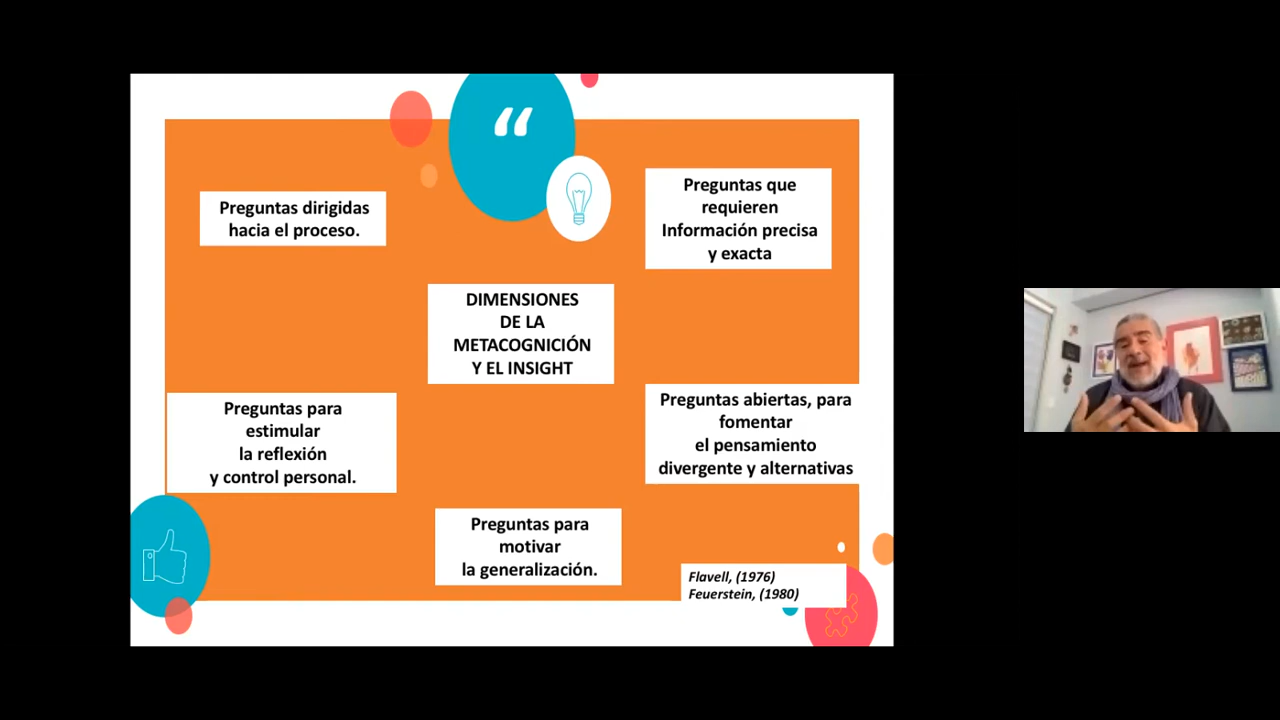 “
Preguntas dirigidas
hacia el proceso.
Preguntas que
requieren
Información precisa
y exacta
DIMENSIONES
DE LA
METACOGNICIÓN
Y EL INSIGHT
Preguntas para
estimular
la reflexión
y control personal.
Preguntas abiertas, para
fomentar
el pensamiento
divergente y alternativas
Preguntas para
motivar
la generalización.
Flavell, (1976)
Feuerstein, (1980)